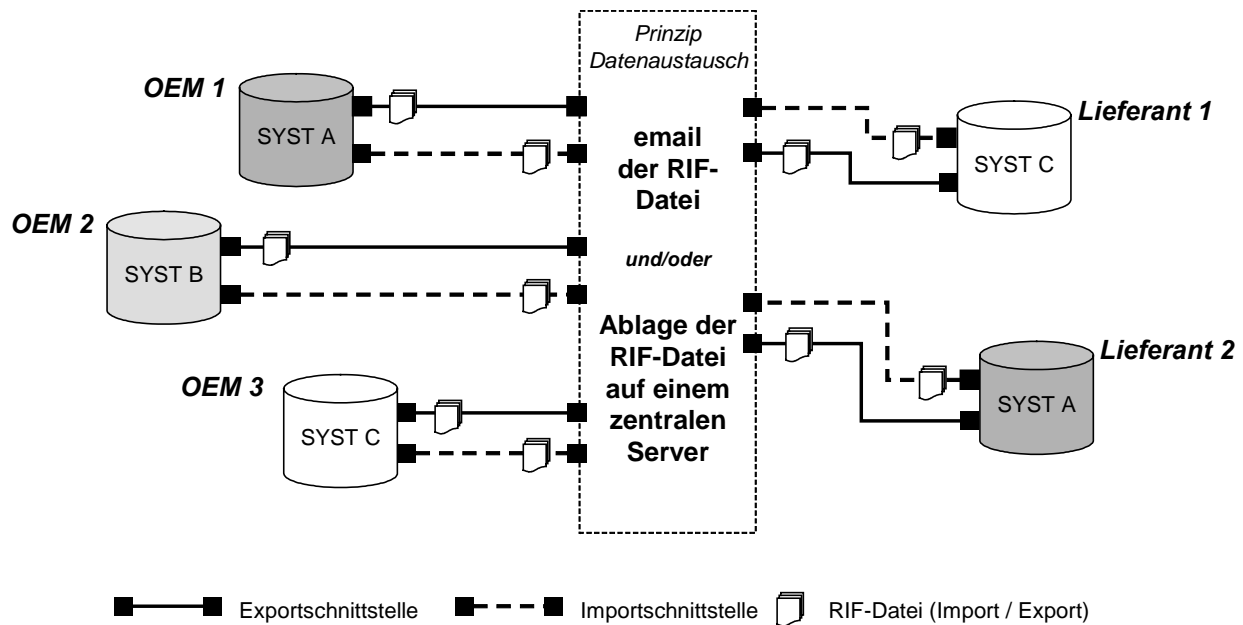 Prinzip
Datenaustausch
OEM 1
SYST A
OEM 2
SYST B
OEM 3
SYST C
email
der RIF-
Datei
und/oder
Ablage der
RIF-Datei
auf einem
zentralen
Server
Lieferant 1
SYST C
Lieferant 2
SYST A
Exportschnittstelle
Importschnittstelle
RIF-Datei (Import / Export)